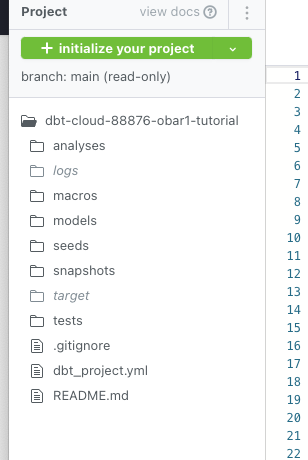 Project view docs
initialize your project
branch: main (read-only)
dbt-cloud-88876-obar1-tutorial
analyses
logs
macros
models
seeds
snapshots
target
tests
.gitignore
dbt_project.yml
README.md
1
2
3
4
5
6
7
8
9
10
11
12
13
14
15
16
17
18
19
20
21
22